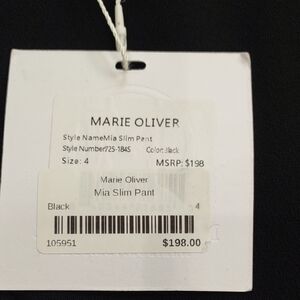 MARIE OLIVER
Style NameMia Slim Pant
Style Number725-1845 Color: Black
Size: 4 MSRP: $198
Marie Oliver
Mia Slim Pant
Black 4
105951 $198.00